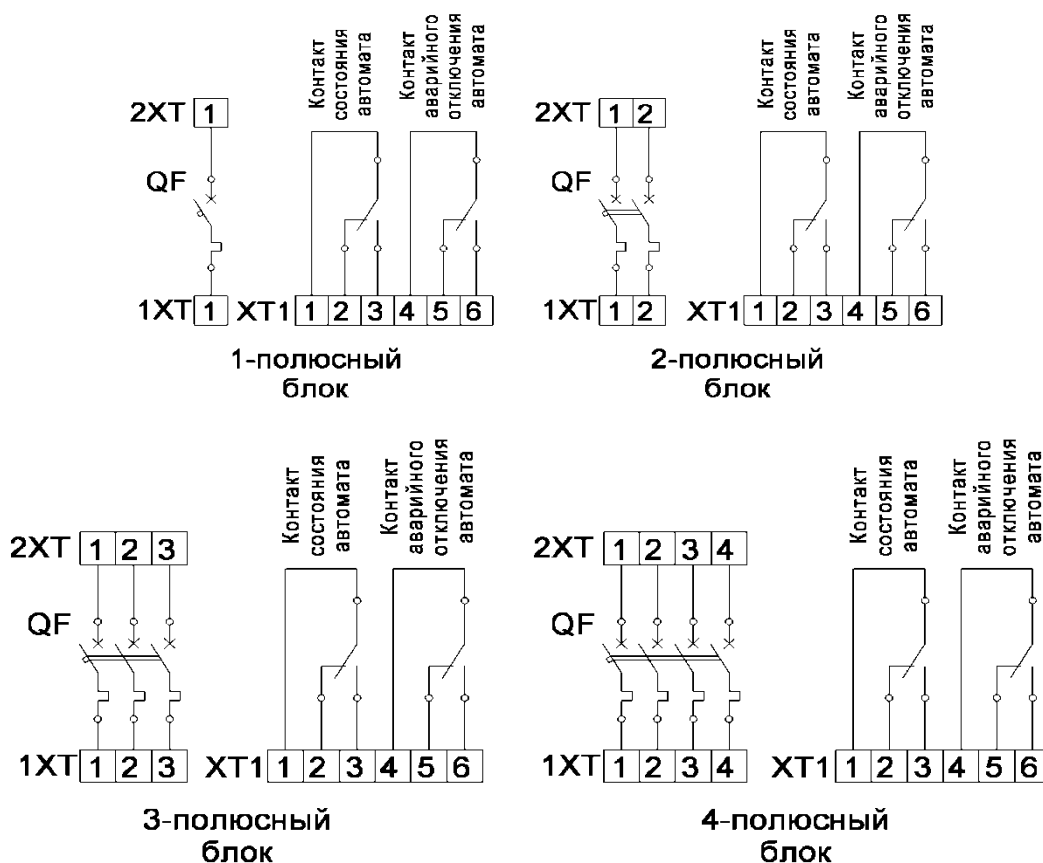 Контакт
состояния
автомата
Контакт
аварийного
отключения
автомата
2XT 1
QF
1XT 1
XT1 1 2 3 4 5 6
1-полюсный
блок
Контакт
состояния
автомата
Контакт
аварийного
отключения
автомата
2XT 1 2
QF
1XT 1 2
XT1 1 2 3 4 5 6
2-полюсный
блок
Контакт
состояния
автомата
Контакт
аварийного
отключения
автомата
2XT 1 2 3
QF
1XT 1 2 3
XT1 1 2 3 4 5 6
3-полюсный
блок
Контакт
состояния
автомата
Контакт
аварийного
отключения
автомата
2XT 1 2 3 4
QF
1XT 1 2 3 4
XT1 1 2 3 4 5 6
4-полюсный
блок